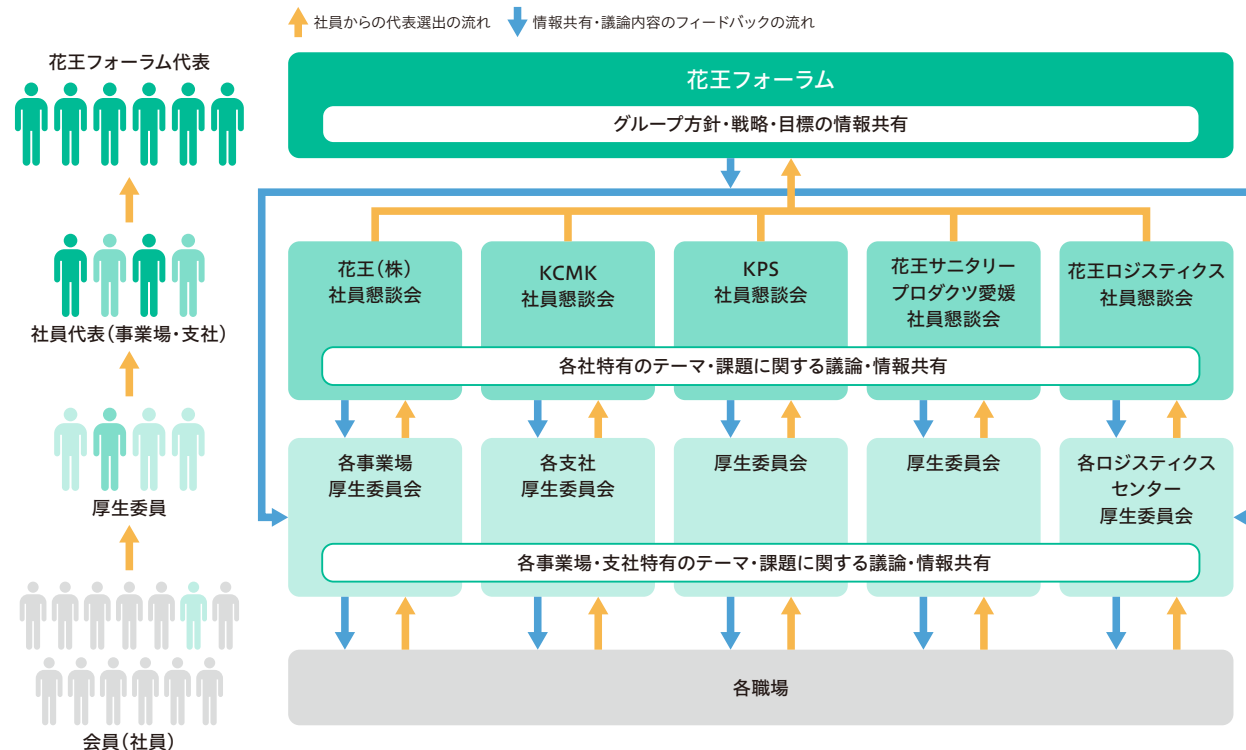 社員からの代表選出の流れ
情報共有・議論内容のフィードバックの流れ
花王フォーラム代表
社員代表（事業場・支社）
厚生委員
会員（社員）
花王フォーラム
グループ方針・戦略・目標の情報共有
花王（株）
社員懇談会
KCMK
社員懇談会
KPS
社員懇談会
花王サニタリー
プロダクツ愛媛
社員懇談会
花王ロジスティクス
社員懇談会
各社特有のテーマ・課題に関する議論・情報共有
各事業場
厚生委員会
各支社
厚生委員会
厚生委員会
厚生委員会
各ロジスティクス
センター
厚生委員会
各事業場・支社特有のテーマ・課題に関する議論・情報共有
各職場